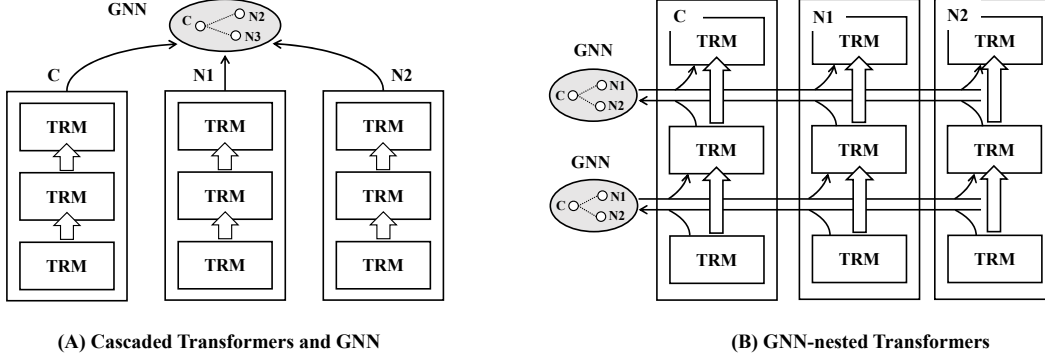 GNN
C
N2
N3
C
N1
N2
TRM
TRM
TRM
TRM
TRM
TRM
TRM
TRM
TRM
(A) Cascaded Transformers and GNN
C
N1
N2
TRM
TRM
TRM
GNN
C
N1
N2
TRM
TRM
TRM
GNN
C
N1
N2
TRM
TRM
TRM
(B) GNN-nested Transformers